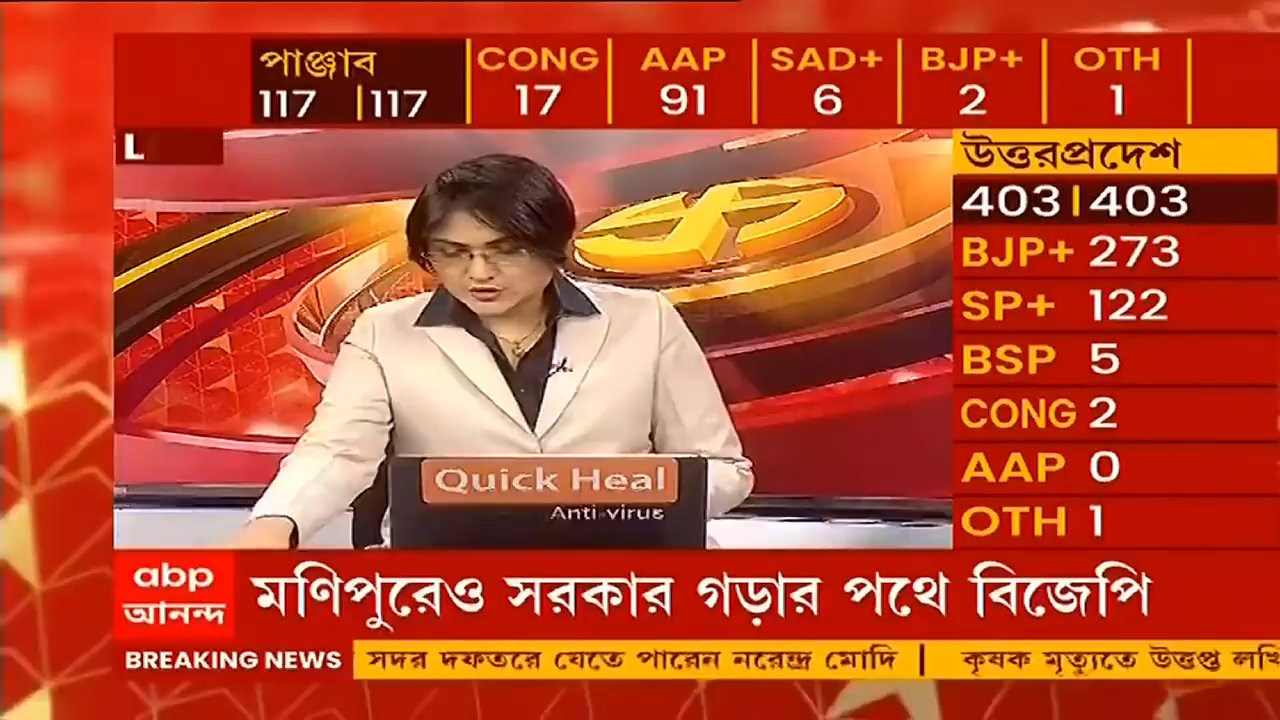 পাঞ্জাব
117 | 117
CONG
17
AAP
91
SAD+
6
BJP+
2
OTH
1
L
উত্তরপ্রদেশ
403 | 403
BJP+ 273
SP+ 122
BSP 5
CONG 2
AAP 0
OTH 1
Quick Heal
Anti-virus
abp
আনন্দ
মণিপুরেও সরকার গড়ার পথে বিজেপি
BREAKING NEWS
সদর দফতরে যেতে পারেন নরেন্দ্র মোদি | কৃষক মৃত্যুতে উত্তপ্ত লখি